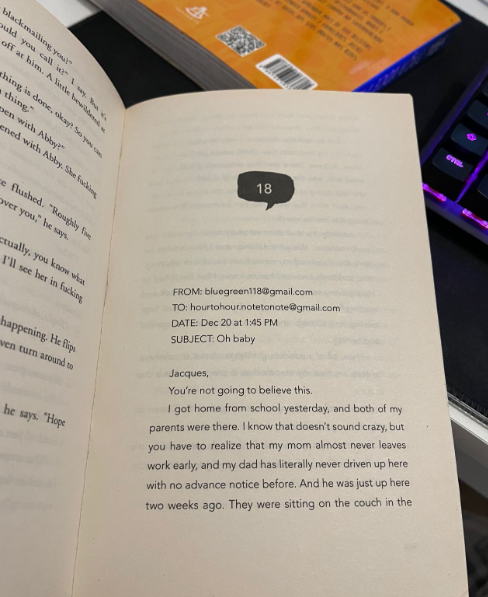 blackmailing you?"
ould you call it?" I say. But it's
off at him. A little bewildered at
thing is done, okay? So you can
thing."
pen with Abby?"
ened with Abby. She fucking
e flushed. "Roughly five
over you," he says.
ctually, you know what
I'll see her in fucking
happening. He flips
ven turn around to
he says. "Hope
18
FROM: bluegreen118@gmail.com
TO: hourtohour.notetonote@gmail.com
DATE: Dec 20 at 1:45 PM
SUBJECT: Oh baby
Jacques,
You're not going to believe this.
I got home from school yesterday, and both of my
parents were there. I know that doesn't sound crazy, but
you have to realize that my mom almost never leaves
work early, and my dad has literally never driven up here
with no advance notice before. And he was just up here
two weeks ago. They were sitting on the couch in the